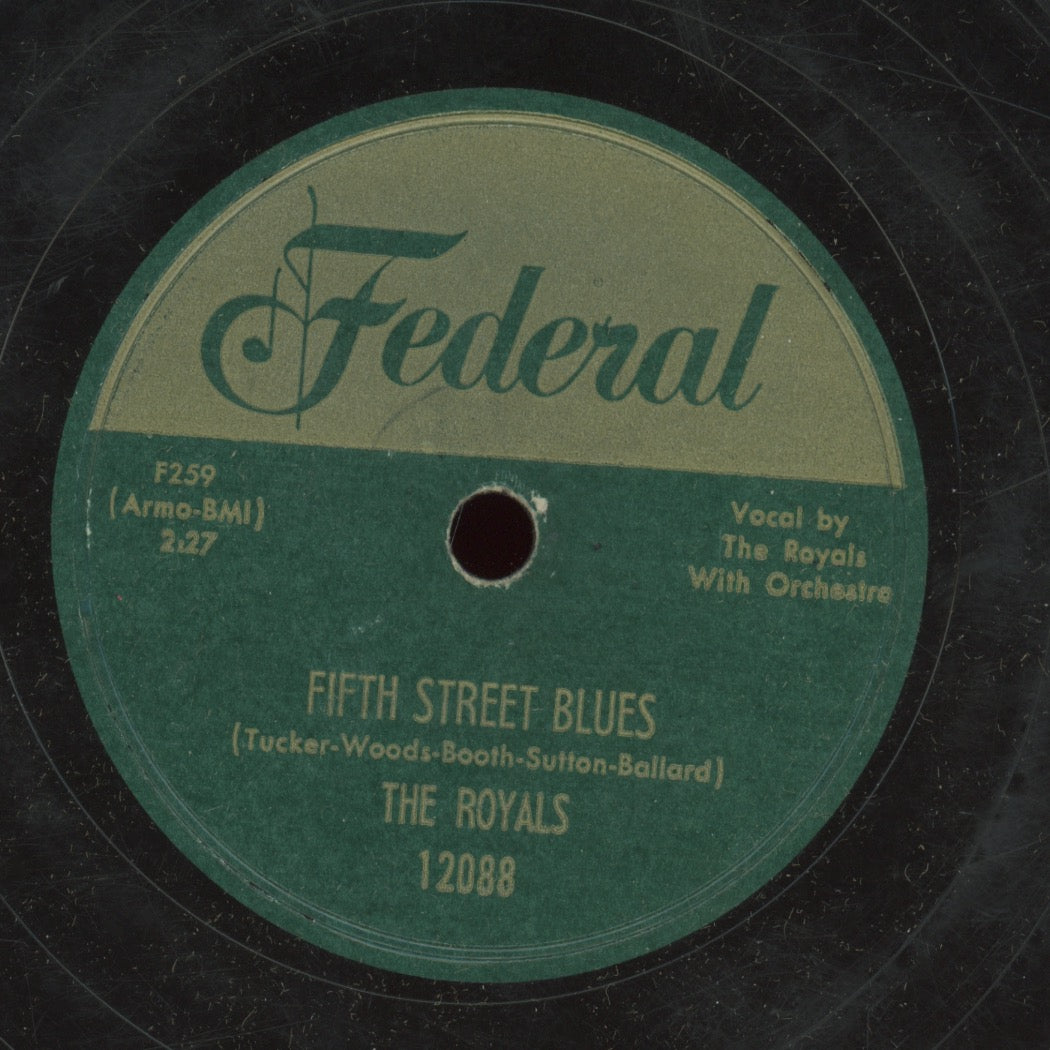 Federal
F259
(Armo-BMI)
2:27
Vocal by
The Royals
With Orchestra
FIFTH STREET BLUES
(Tucker-Woods-Booth-Sutton-Ballard)
THE ROYALS
12088